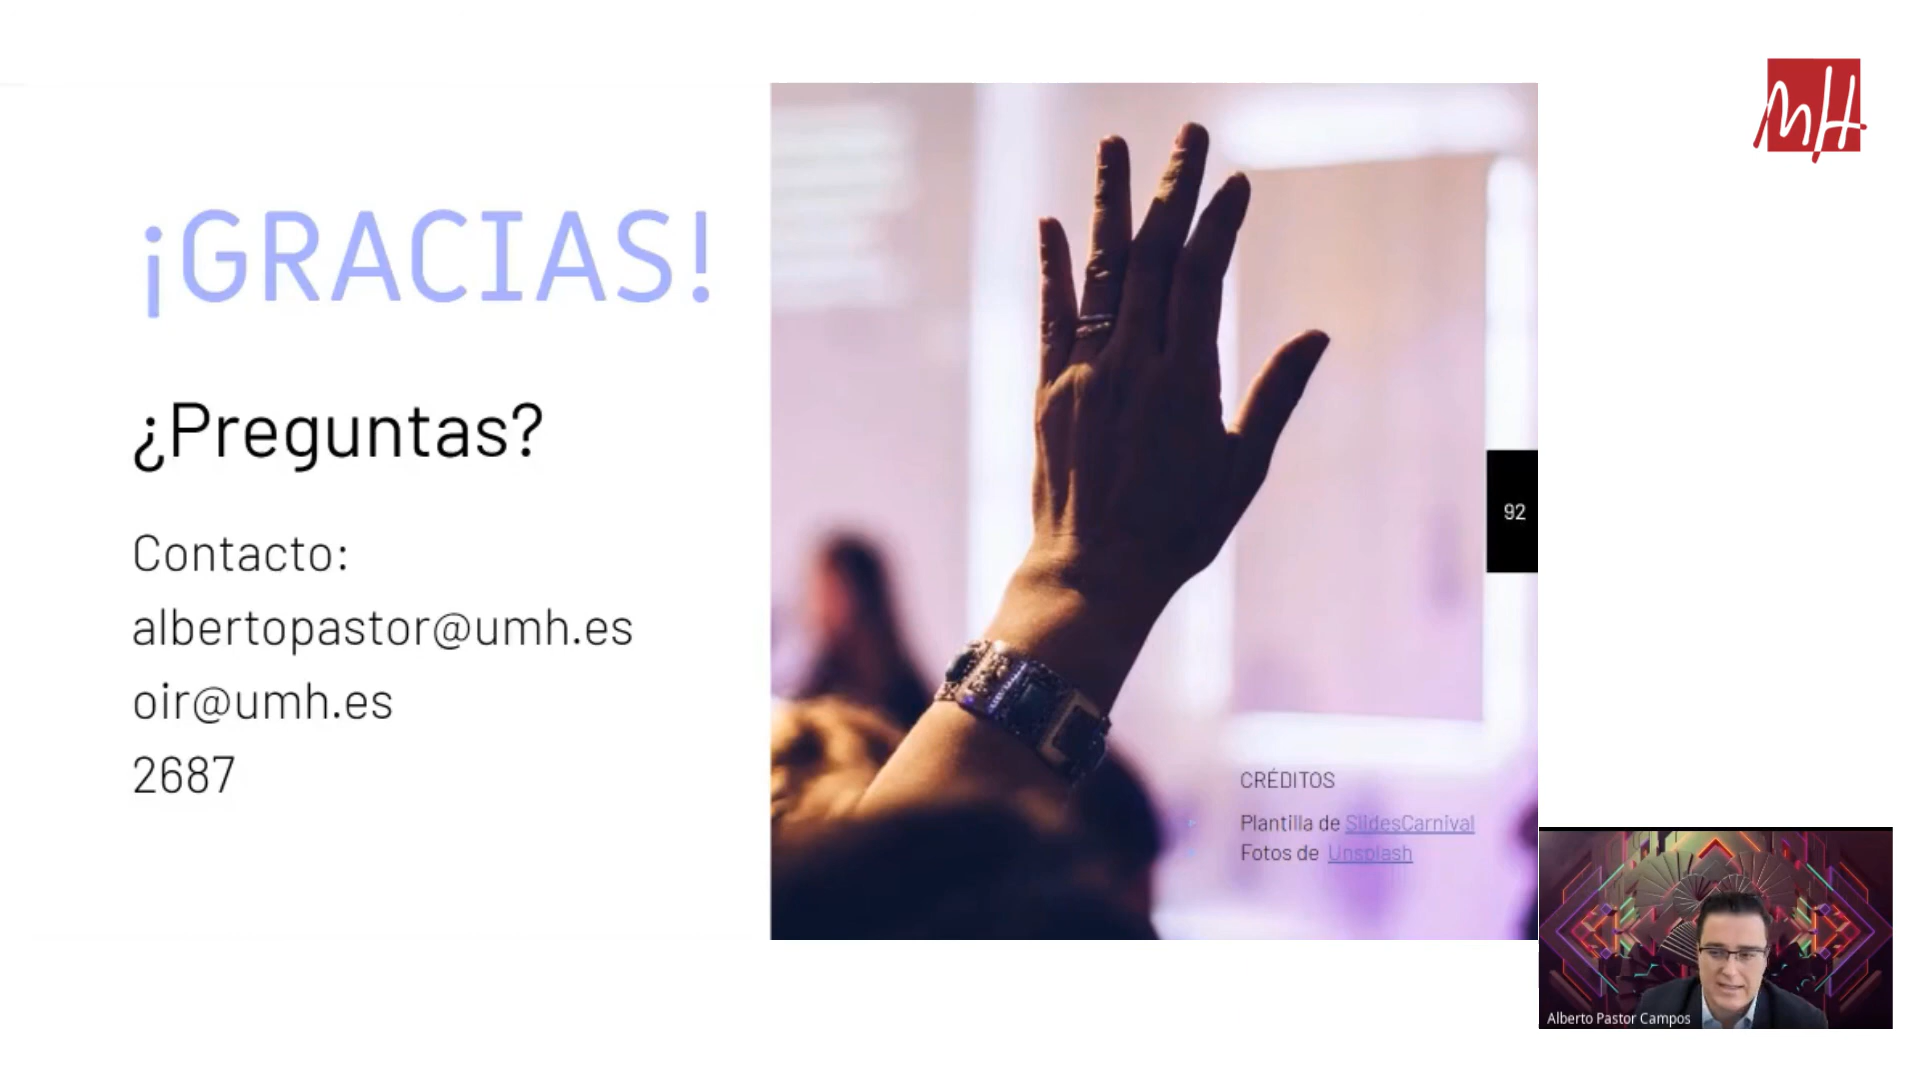 MH
¡GRACIAS!
¿Preguntas?
Contacto:
albertopastor@umh.es
oir@umh.es
2687
92
CRÉDITOS
Plantilla de SlidesCarnival
Fotos de Unsplash
Alberto Pastor Campos